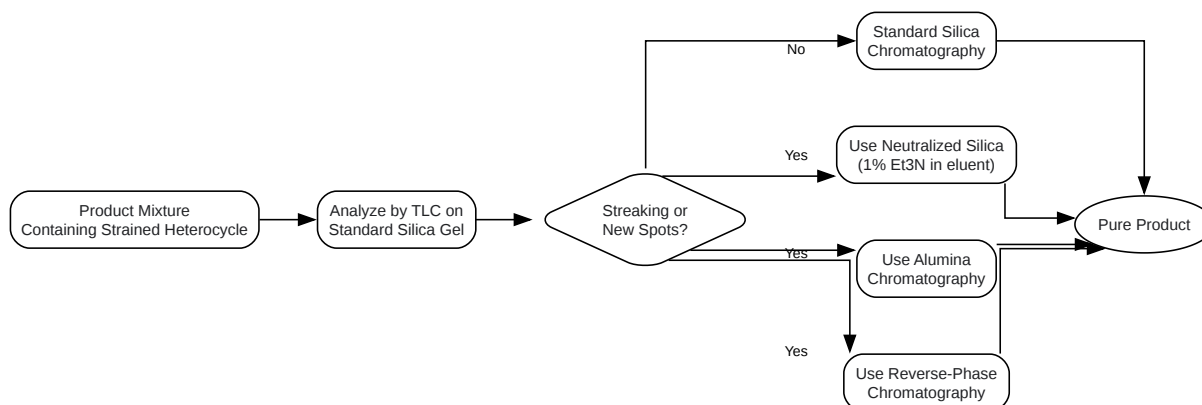 Product Mixture
Containing Strained Heterocycle
Analyze by TLC on
Standard Silica Gel
Streaking or
New Spots?
No
Standard Silica
Chromatography
Yes
Use Neutralized Silica
(1% Et3N in eluent)
Yes
Use Alumina
Chromatography
Yes
Use Reverse-Phase
Chromatography
Pure Product